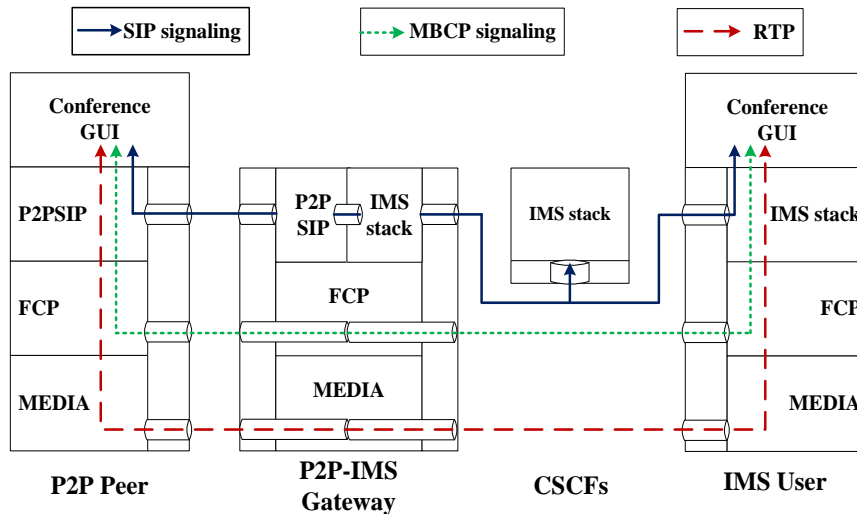 SIP signaling
MBCP signaling
RTP
Conference
GUI
Conference
GUI
P2PSIP
P2P
SIP
IMS
stack
IMS stack
IMS stack
FCP
FCP
FCP
MEDIA
MEDIA
MEDIA
P2P Peer
P2P-IMS
Gateway
CSCFs
IMS User